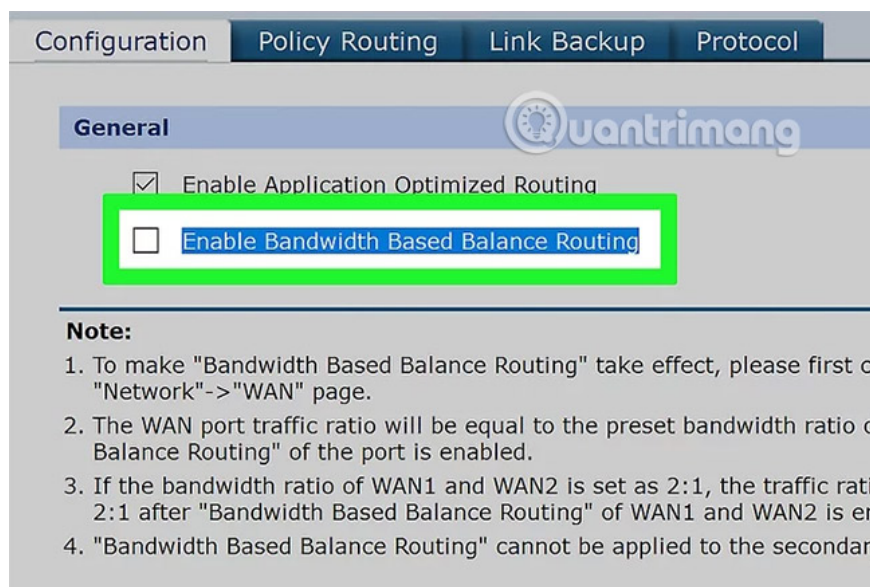 Configuration Policy Routing Link Backup Protocol
General
Quantrimang
Enable Application Optimized Routing
Enable Bandwidth Based Balance Routing
Note:
1. To make "Bandwidth Based Balance Routing" take effect, please first
"Network"->"WAN" page.
2. The WAN port traffic ratio will be equal to the preset bandwidth ratio
Balance Routing" of the port is enabled.
3. If the bandwidth ratio of WAN1 and WAN2 is set as 2:1, the traffic
2:1 after "Bandwidth Based Balance Routing" of WAN1 and WAN2 is
4. "Bandwidth Based Balance Routing" cannot be applied to the